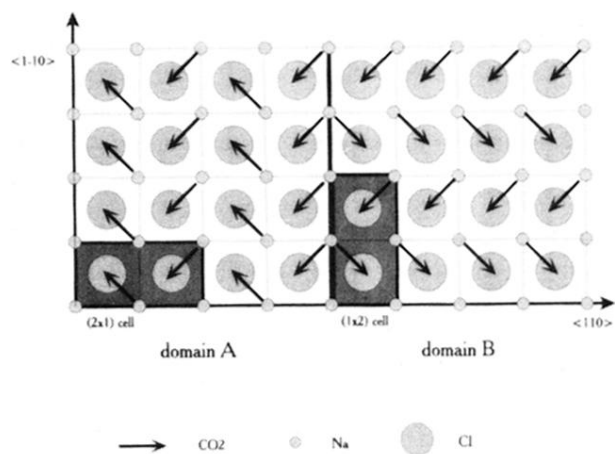 <1-10>
(2x1) cell
(1x2) cell
<110>
domain A
domain B
CO2
Na
Cl